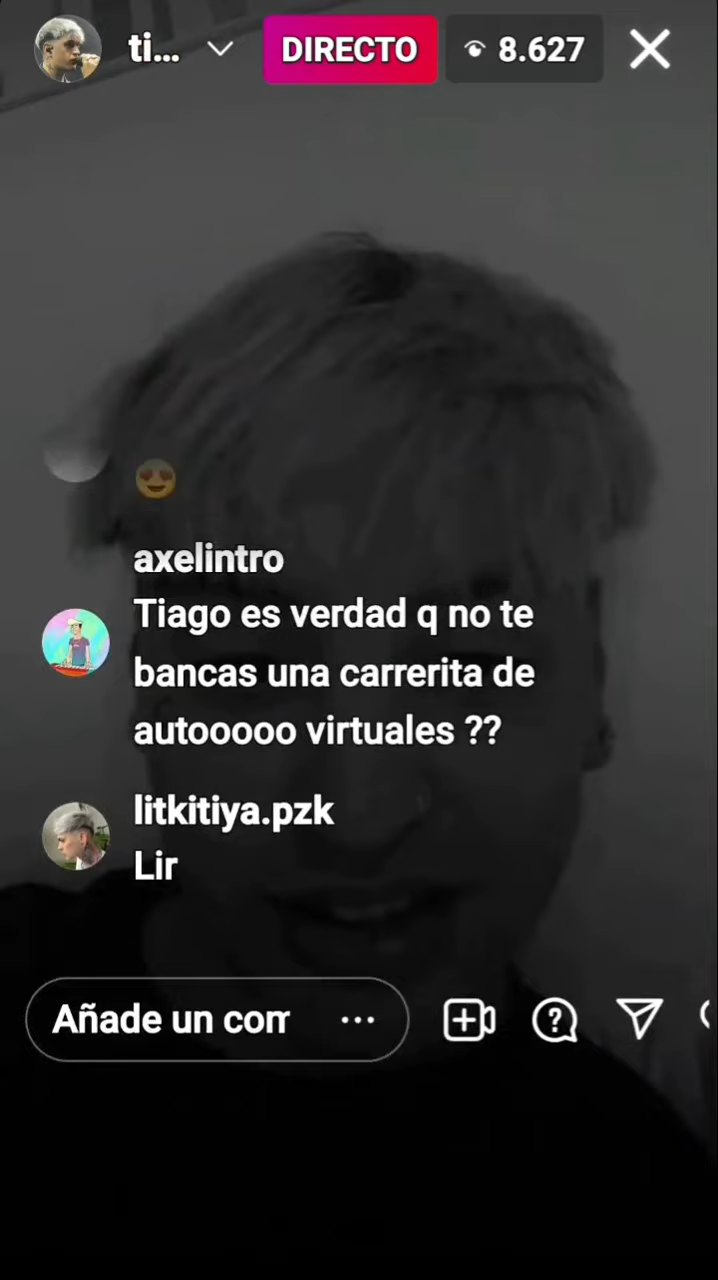 ti...
DIRECTO
8.627
axelintro
Tiago es verdad q no te
bancas una carrerita de
autooooo virtuales ??
litkitiya.pzk
Lir
Añade un com